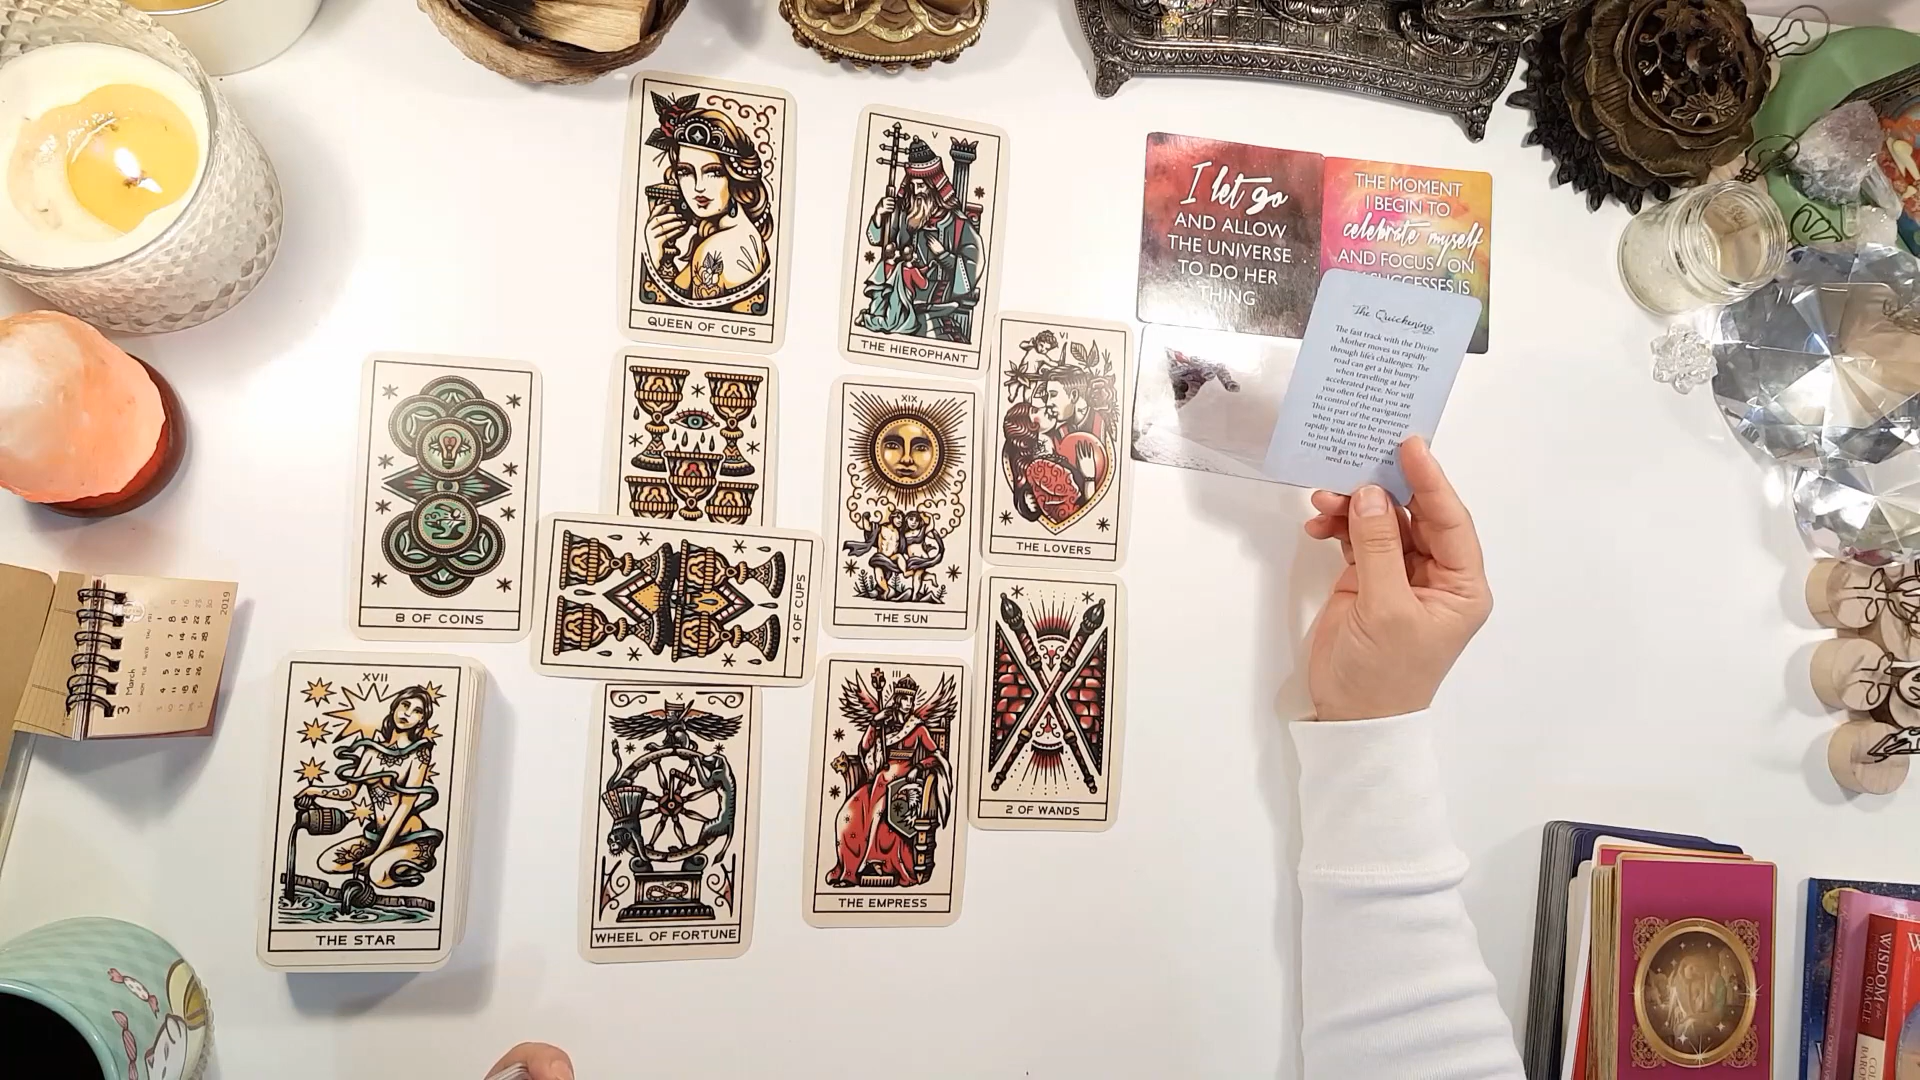 QUEEN OF CUPS
V
THE HIEROPHANT
VI
THE LOVERS
8 OF COINS
4 OF CUPS
XIX
THE SUN
2 OF WANDS
XVII
THE STAR
X
WHEEL OF FORTUNE
III
THE EMPRESS
I let go
AND ALLOW
THE UNIVERSE
TO DO HER
THING
THE MOMENT
I BEGIN TO
celebrate myself
AND FOCUS ON
SUCCESSES IS
The Quickening
The fast track with the Divine
Mother moves us rapidly
through life's challenges. The
road can get a bit bumpy
when travelling at her
accelerated pace. Nor will
you often feel that you are
in control of the navigation!
This is part of the experience
when you are to be moved
rapidly with divine help. Best
to just hold on to her and
trust you'll get to where you
need to be!
3 March
2019
WISDOM
ORACLE